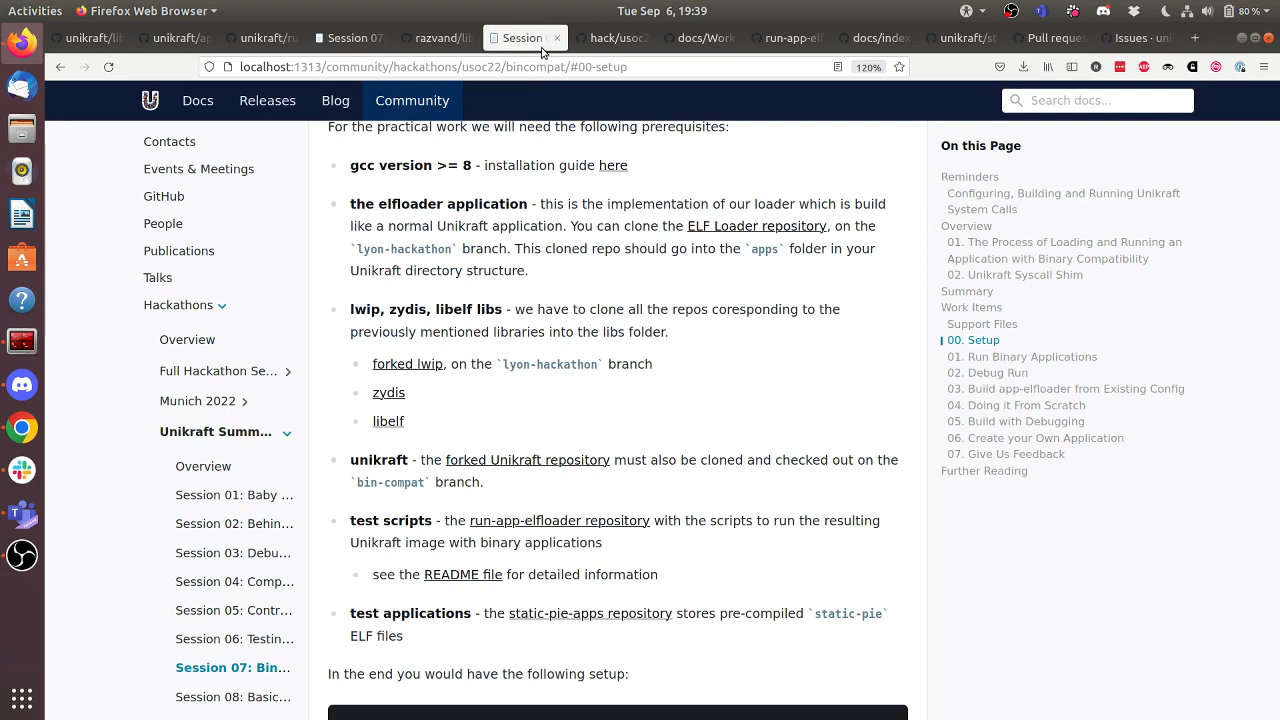 Activities Firefox Web Browser Tue Sep 6, 19:39 80 %
unikraft/lib docs/ap unikraft/ru Session 07: razvand/lib Session hack/usoc2 docs/Work run-app-elf docs/index unikraft/st Pull reques Issues · uni
localhost:1313/community/hackathons/usoc22/bincompat/#00-setup 120%
Docs Releases Blog Community Search docs...
Contacts
Events & Meetings
GitHub
People
Publications
Talks
Hackathons
Overview
Full Hackathon Se...
Munich 2022
Unikraft Summ...
Overview
Session 01: Baby ...
Session 02: Behin...
Session 03: Debu...
Session 04: Comp...
Session 05: Contr...
Session 06: Testin...
Session 07: Bin...
Session 08: Basic...
For the practical work we will need the following prerequisites:
gcc version >= 8 - installation guide here
the elfloader application - this is the implementation of our loader which is build
like a normal Unikraft application. You can clone the ELF Loader repository, on the
`lyon-hackathon` branch. This cloned repo should go into the `apps` folder in your
Unikraft directory structure.
lwip, zydis, libelf libs - we have to clone all the repos coresponding to the
previously mentioned libraries into the libs folder.
forked lwip, on the `lyon-hackathon` branch
zydis
libelf
unikraft - the forked Unikraft repository must also be cloned and checked out on the
`bin-compat` branch.
test scripts - the run-app-elfloader repository with the scripts to run the resulting
Unikraft image with binary applications
see the README file for detailed information
test applications - the static-pie-apps repository stores pre-compiled `static-pie`
ELF files
In the end you would have the following setup:
On this Page
Reminders
Configuring, Building and Running Unikraft
System Calls
Overview
01. The Process of Loading and Running an
Application with Binary Compatibility
02. Unikraft Syscall Shim
Summary
Work Items
Support Files
00. Setup
01. Run Binary Applications
02. Debug Run
03. Build app-elfloader from Existing Config
04. Doing it From Scratch
05. Build with Debugging
06. Create your Own Application
07. Give Us Feedback
Further Reading